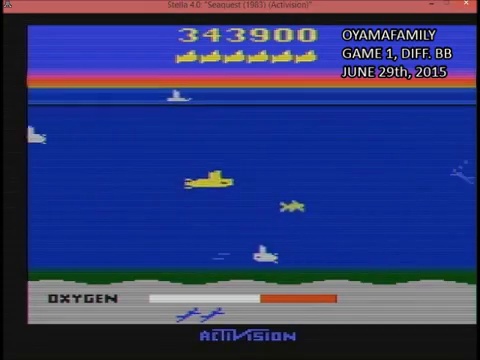 Stella 4.0: "Seaquest (1983) (Activision)"
343900
OYAMAFAMILY
GAME 1, DIFF. BB
JUNE 29th, 2015
OXYGEN
ACTIVISION